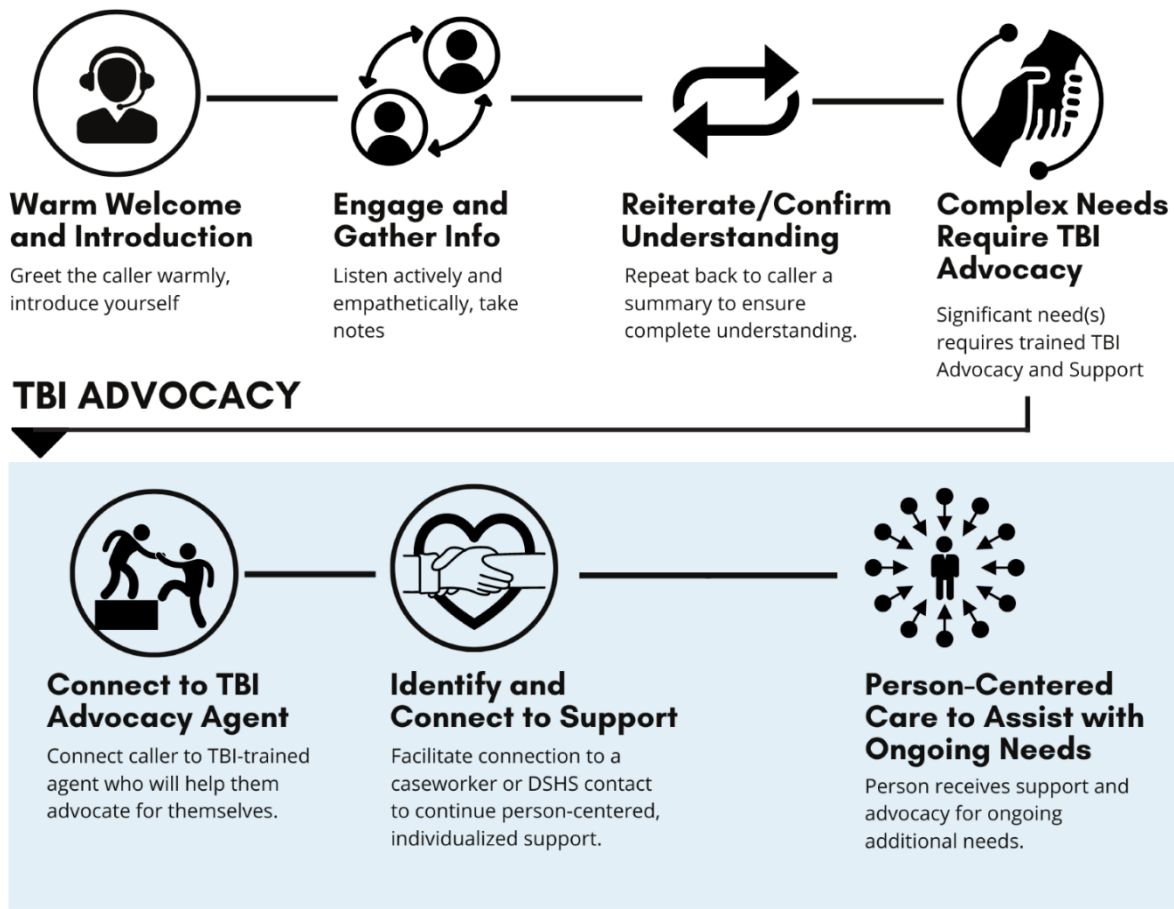 Warm Welcome
and Introduction
Greet the caller warmly,
introduce yourself
Engage and
Gather Info
Listen actively and
empathetically, take
notes
Reiterate/Confirm
Understanding
Repeat back to caller a
summary to ensure
complete understanding.
Complex Needs
Require TBI
Advocacy
Significant need(s)
requires trained TBI
Advocacy and Support
TBI ADVOCACY
Connect to TBI
Advocacy Agent
Connect caller to TBI-trained
agent who will help them
advocate for themselves.
Identify and
Connect to Support
Facilitate connection to a
caseworker or DSHS contact
to continue person-centered,
individualized support.
Person-Centered
Care to Assist with
Ongoing Needs
Person receives support and
advocacy for ongoing
additional needs.